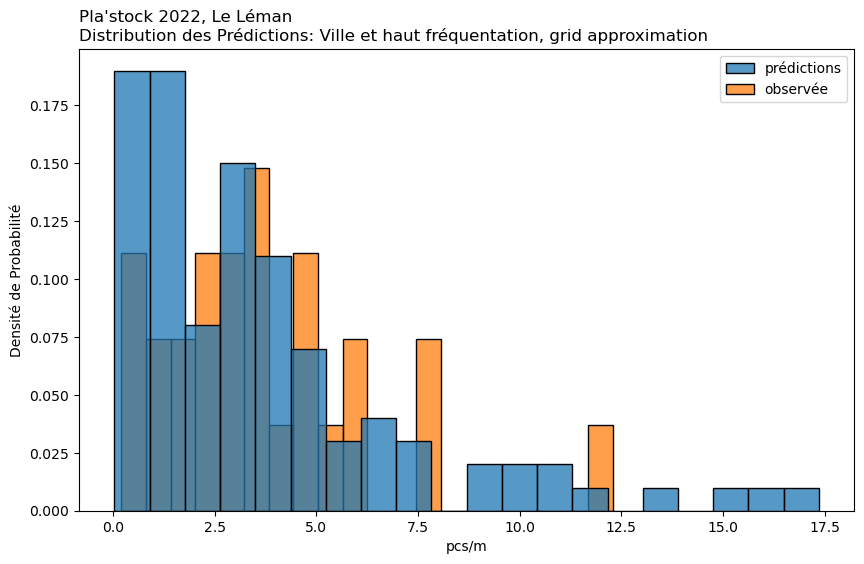 Pla'stock 2022, Le Léman
Distribution des Prédictions: Ville et haut fréquentation, grid approximation
prédictions
observée
Densité de Probabilité
0.175
0.150
0.125
0.100
0.075
0.050
0.025
0.000
0.0 2.5 5.0 7.5 10.0 12.5 15.0 17.5
pcs/m